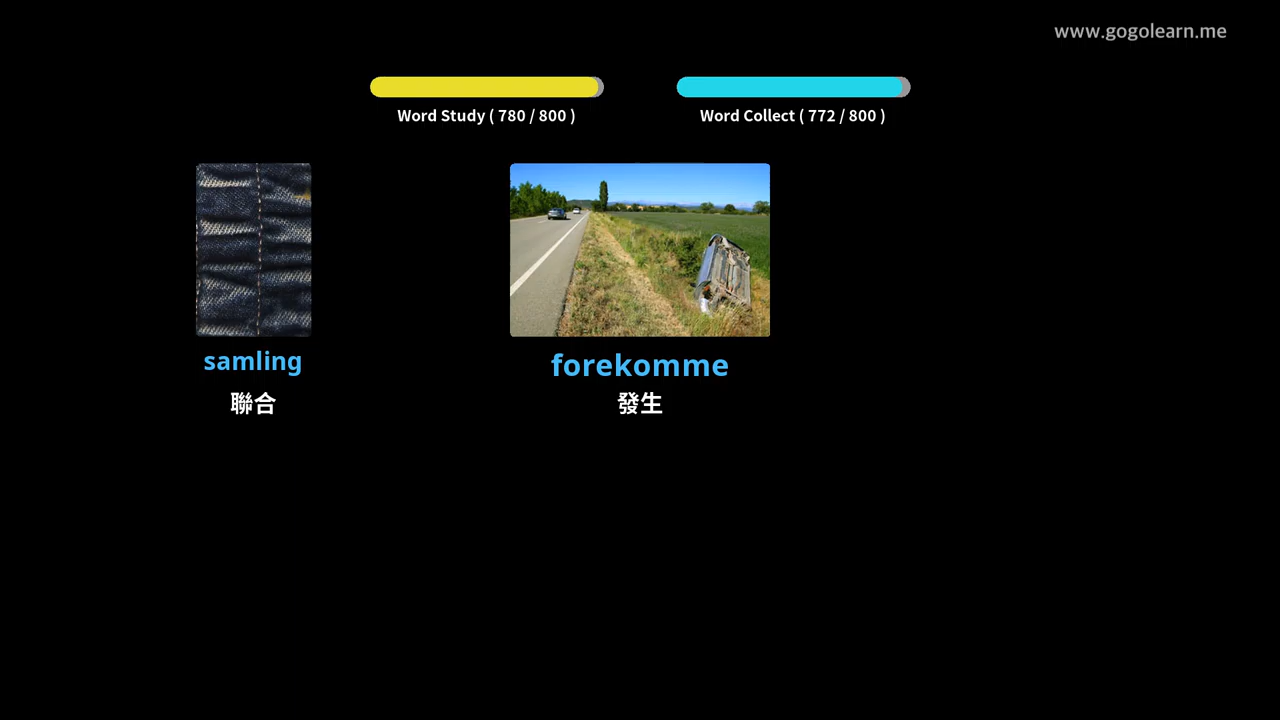 www.gogolearn.me
Word Study ( 780 / 800 )
Word Collect ( 772 / 800 )
samling
聯合
forekomme
發生